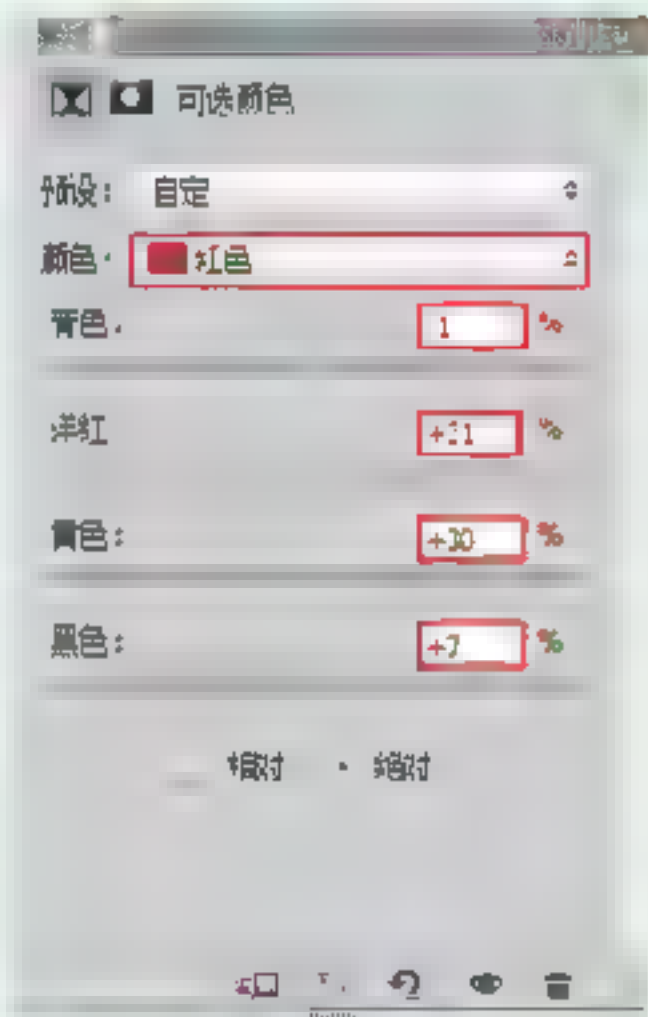 可选颜色
预设： 自定
颜色： 红色
青色： %
洋红 %
黄色： %
黑色： +7 %
相对 绝对